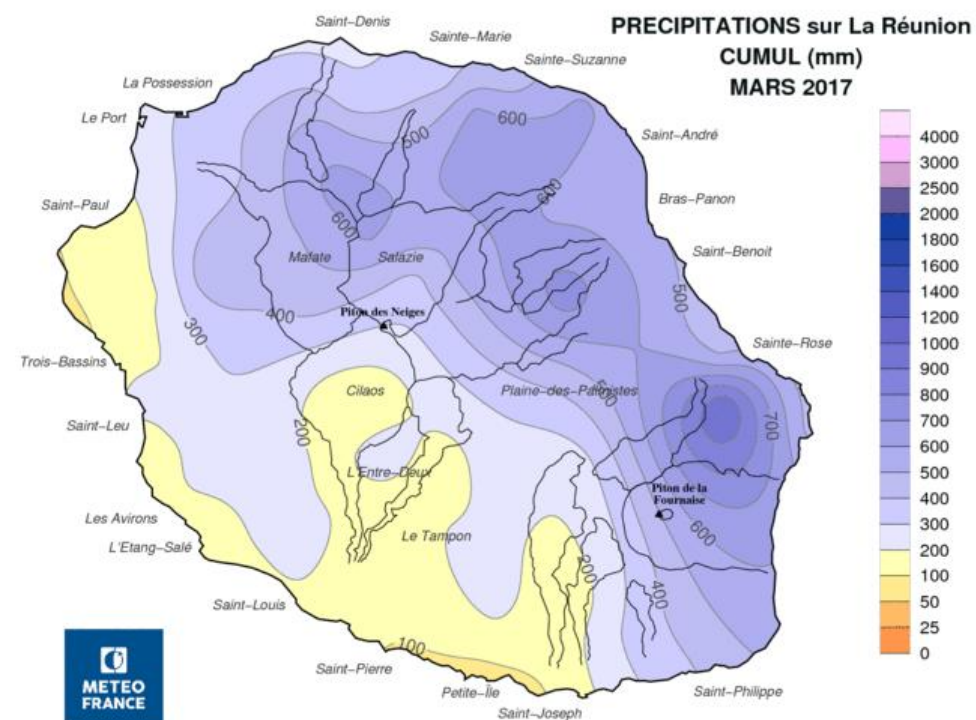 PRECIPITATIONS sur La Réunion
CUMUL (mm)
MARS 2017
Saint-Denis
Sainte-Marie
Sainte-Suzanne
La Possession
Le Port
Saint-André
Saint-Paul
Bras-Panon
Saint-Benoit
Mafate
Salazie
Piton des Neiges
Sainte-Rose
Trois-Bassins
Cilaos
Plaine-des-Palmistes
Saint-Leu
L'Entre-Deux
Piton de la
Fournaise
Les Avirons
L'Etang-Salé
Le Tampon
Saint-Louis
Saint-Pierre
Petite-Île
Saint-Joseph
Saint-Philippe
600
500
600
600
500
400
300
200
500
700
600
200
400
100
4000
3000
2500
2000
1800
1600
1400
1200
1000
900
800
700
600
500
400
300
200
100
50
25
0
METEO
FRANCE